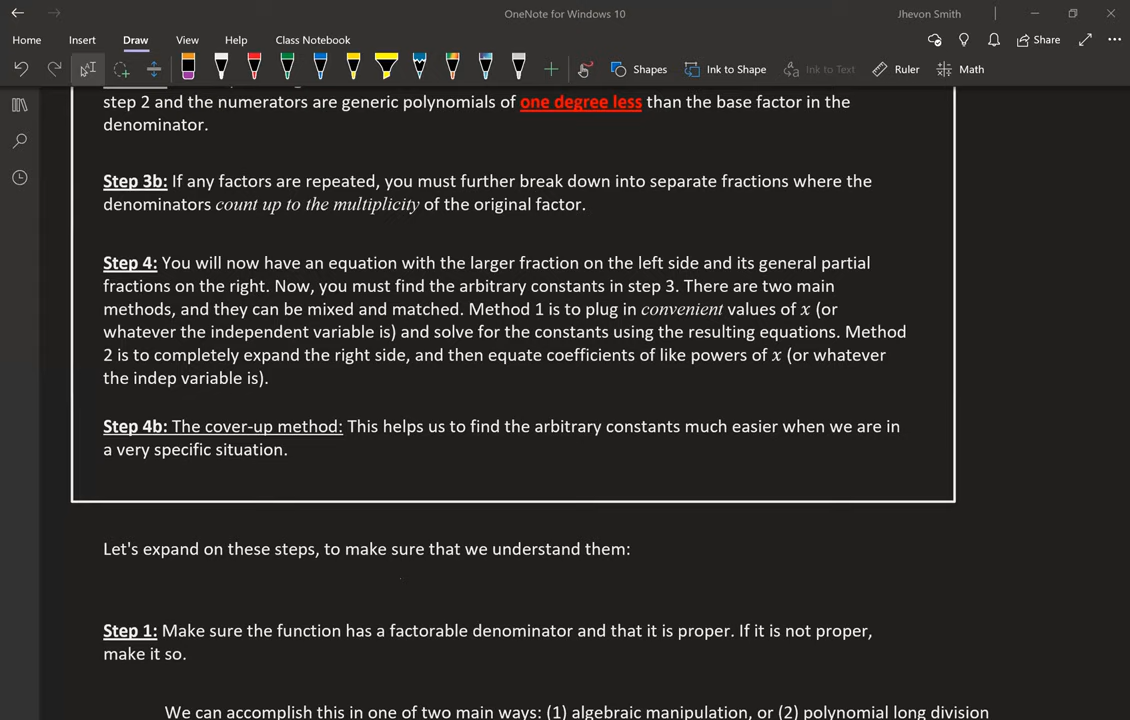 OneNote for Windows 10
Jhevon Smith
Home Insert Draw View Help Class Notebook
Share
Shapes Ink to Shape Ink to Text Ruler Math
step 2 and the numerators are generic polynomials of one degree less than the base factor in the
denominator.
Step 3b: If any factors are repeated, you must further break down into separate fractions where the
denominators count up to the multiplicity of the original factor.
Step 4: You will now have an equation with the larger fraction on the left side and its general partial
fractions on the right. Now, you must find the arbitrary constants in step 3. There are two main
methods, and they can be mixed and matched. Method 1 is to plug in convenient values of x (or
whatever the independent variable is) and solve for the constants using the resulting equations. Method
2 is to completely expand the right side, and then equate coefficients of like powers of x (or whatever
the indep variable is).
Step 4b: The cover-up method: This helps us to find the arbitrary constants much easier when we are in
a very specific situation.
Let's expand on these steps, to make sure that we understand them:
Step 1: Make sure the function has a factorable denominator and that it is proper. If it is not proper,
make it so.
We can accomplish this in one of two main ways: (1) algebraic manipulation, or (2) polynomial long division